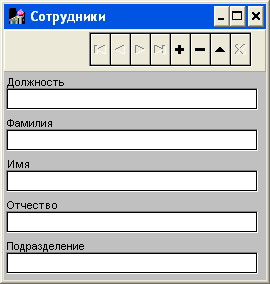 Сотрудники
Должность
Фамилия
Имя
Отчество
Подразделение